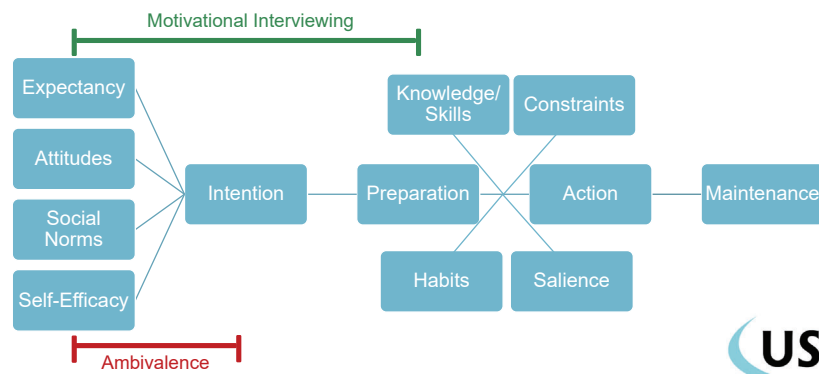 Motivational Interviewing
Expectancy
Attitudes
Social
Norms
Self-Efficacy
Intention
Preparation
Knowledge/
Skills
Constraints
Action
Habits
Salience
Maintenance
Ambivalence
US